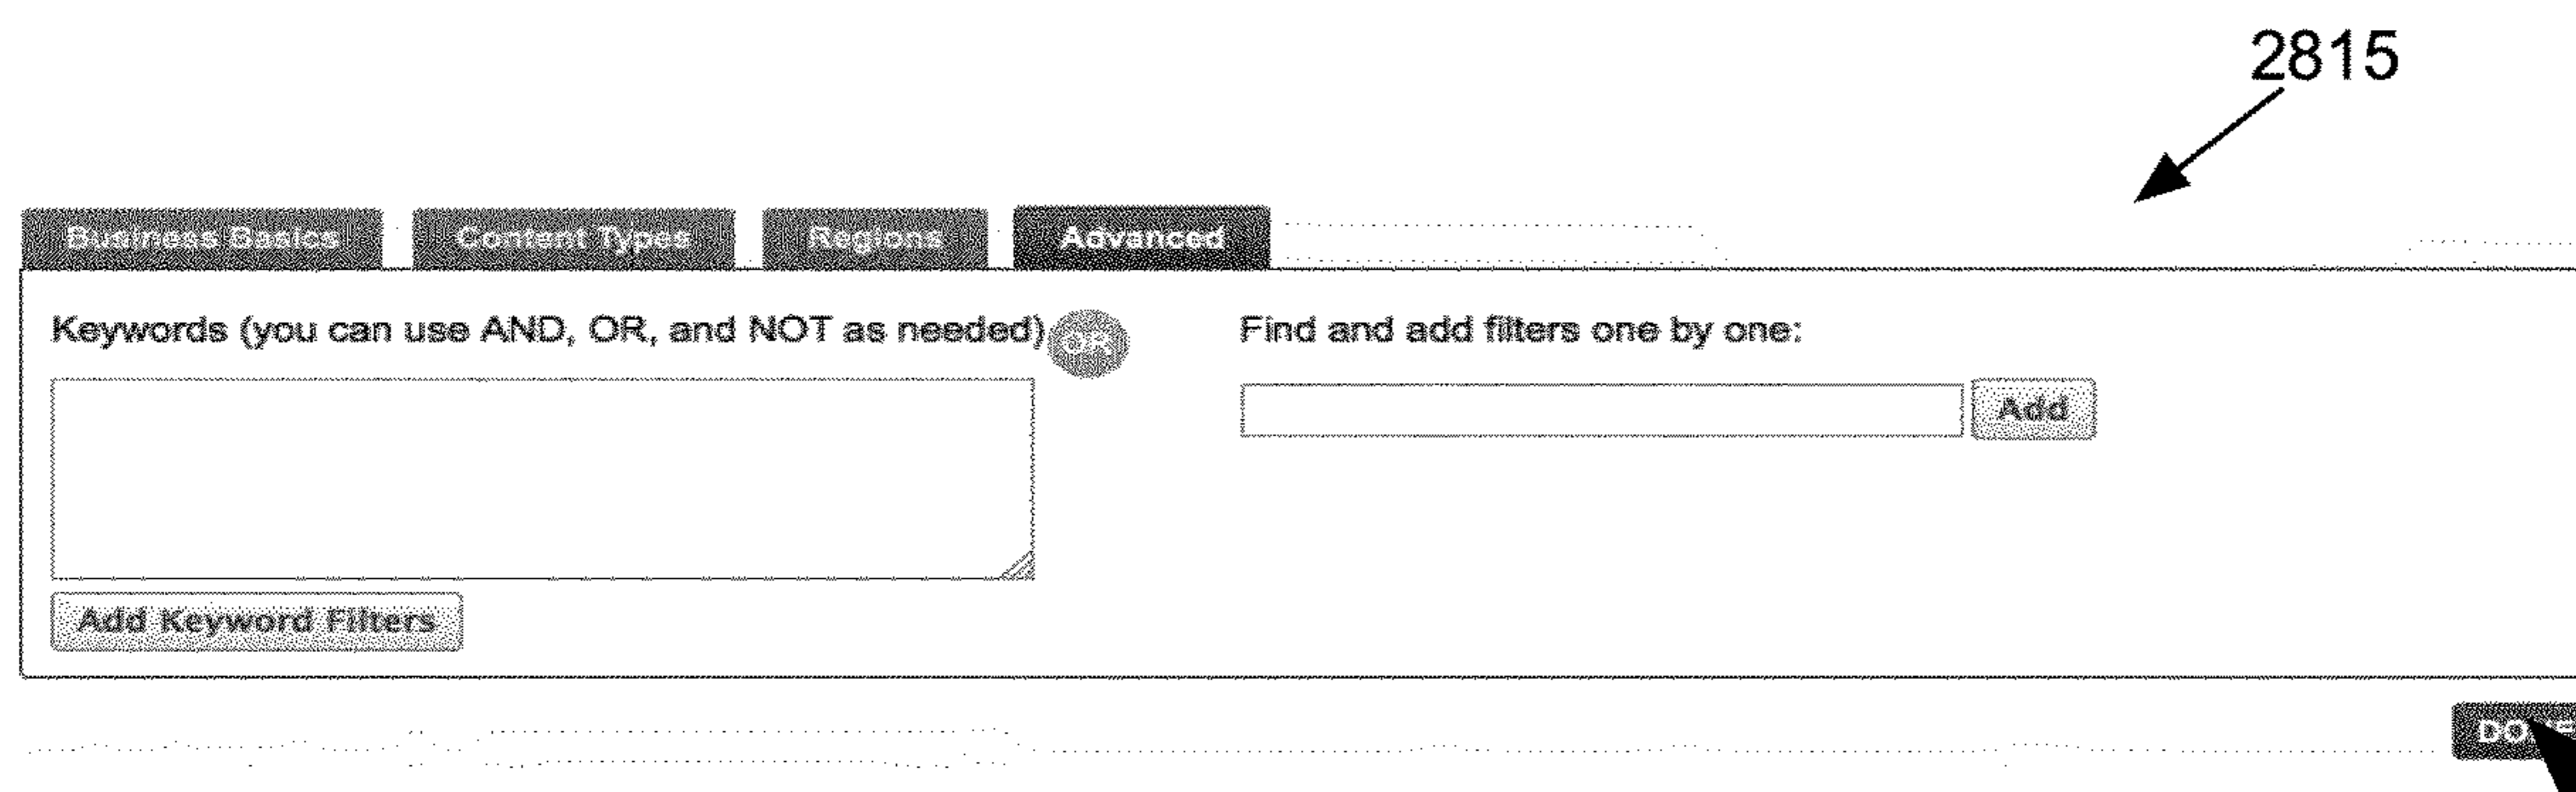 2815
Business Basics Content Types Regions Advanced
Keywords (you can use AND, OR, and NOT as needed) OR Find and add filters one by one:
Add
Add Keyword Filters